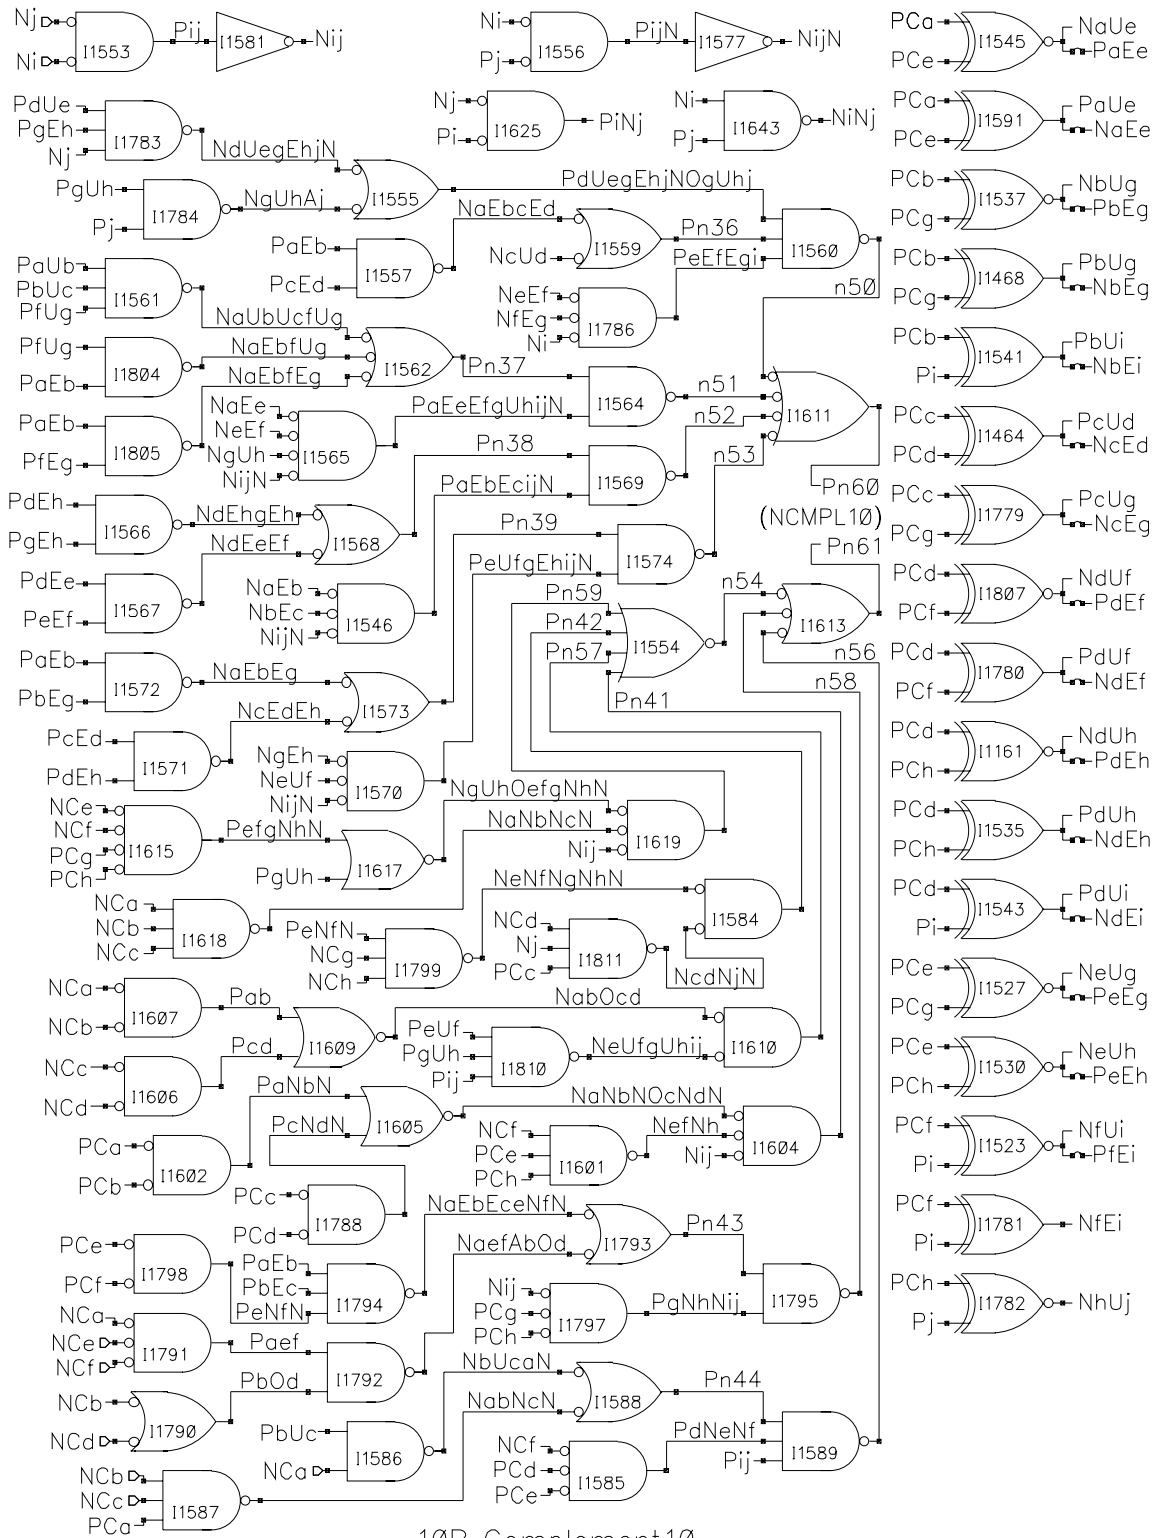 Nj Pij I1581 Nij
Ni I1553
Ni PijN I1577 NijN
Pj I1556
PCa I1545 NaUe
PCe PaEe
PdUe
PgEh I1783
Nj NdUegEhjN
Nj I1625 PiNj
Pi
Ni I1643 NiNj
Pj
PCa I1591 PaUe
PCe NaEe
PgUh I1784 NgUhAj
Pj
I1555 PdUegEhjNOgUhj
PCb I1537 NbUg
PCg PbEg
PaEb I1557 NaEbcEd
PcEd
NcUd I1559 Pn36
PeEfEgi I1560
n50
NeEf
NfEg I1786
Ni
PCb I1468 PbUg
PCg NbEg
PaUb
PbUc I1561
PfUg NaUbUcfUg
PfUg I1804 NaEbfUg
PaEb NaEbfEg
I1562 Pn37
PCb I1541 PbUi
Pi NbEi
PaEb I1805
PfEg
NaEe
NeEf
NgUh I1565
NijN
PaEeEfgUhijN
I1564 n51
n52
n53
I1611
Pn38
I1569
PaEbEcijN
Pn60
(NCMPL10)
Pn61
PCc I1464 PcUd
PCd NcEd
PCc I1779 PcUg
PCg NcEg
PdEh I1566 NdEhgEh
PgEh
NdEeEf I1568
PdEe I1567
PeEf
NaEb
NbEc I1546
NijN
Pn39
I1574
PeUfgEhijN
Pn59
Pn42
Pn57
I1554
Pn41
n54
I1613
n56
n58
PCd I1807 NdUf
PCf PdEf
PaEb I1572 NaEbEg
PbEg
PCd I1780 PdUf
PCf NdEf
NcEdEh I1573
PcEd I1571
PdEh
NgEh
NeUf I1570
NijN
PCd I1161 NdUh
PCh PdEh
NCe
NCf
PCg I1615
PCh PefgNhN
I1617
PgUh
NgUhOefgNhN
NaNbNcN I1619
Nij
PCd I1535 PdUh
PCh NdEh
NCa
NCb I1618
NCc
PeNfN
NCg I1799
NCh
NeNfNgNhN
I1584
NCd
Nj I1811
PCc
NcdNjN
PCd I1543 PdUi
Pi NdEi
NCa I1607 Pab
NCb
NCc I1606 Pcd
NCd
I1609 NabOcd
PeUf
PgUh I1810 NeUfgUhij
Pij
I1610
PCe I1527 NeUg
PCg PeEg
PCe I1530 NeUh
PCh PeEh
PaNbN
PcNdN I1605
NaNbNOcNdN
PCa I1602
PCb
PCc I1788
PCd
NCf
PCe I1601
PCh
NefNh
Nij I1604
PCf I1523 NfUi
Pi PfEi
PCe I1798
PCf
PaEb
PbEc I1794
PeNfN
NaEbEceNfN
NaefAbOd I1793
Pn43
Nij
PCg I1797 PgNhNij
PCh
I1795
PCf I1781 NfEi
Pi
NCa
NCe I1791 Paef
NCf
NCb I1790 PbOd
NCd
I1792
NbUcaN
NabNcN I1588
Pn44
PCh I1782 NhUj
Pj
PbUc I1586
NCa
NCf
PCd I1585
PCe
PdNeNf
Pij I1589
NCb
NCc I1587
PCa
10B Complement10